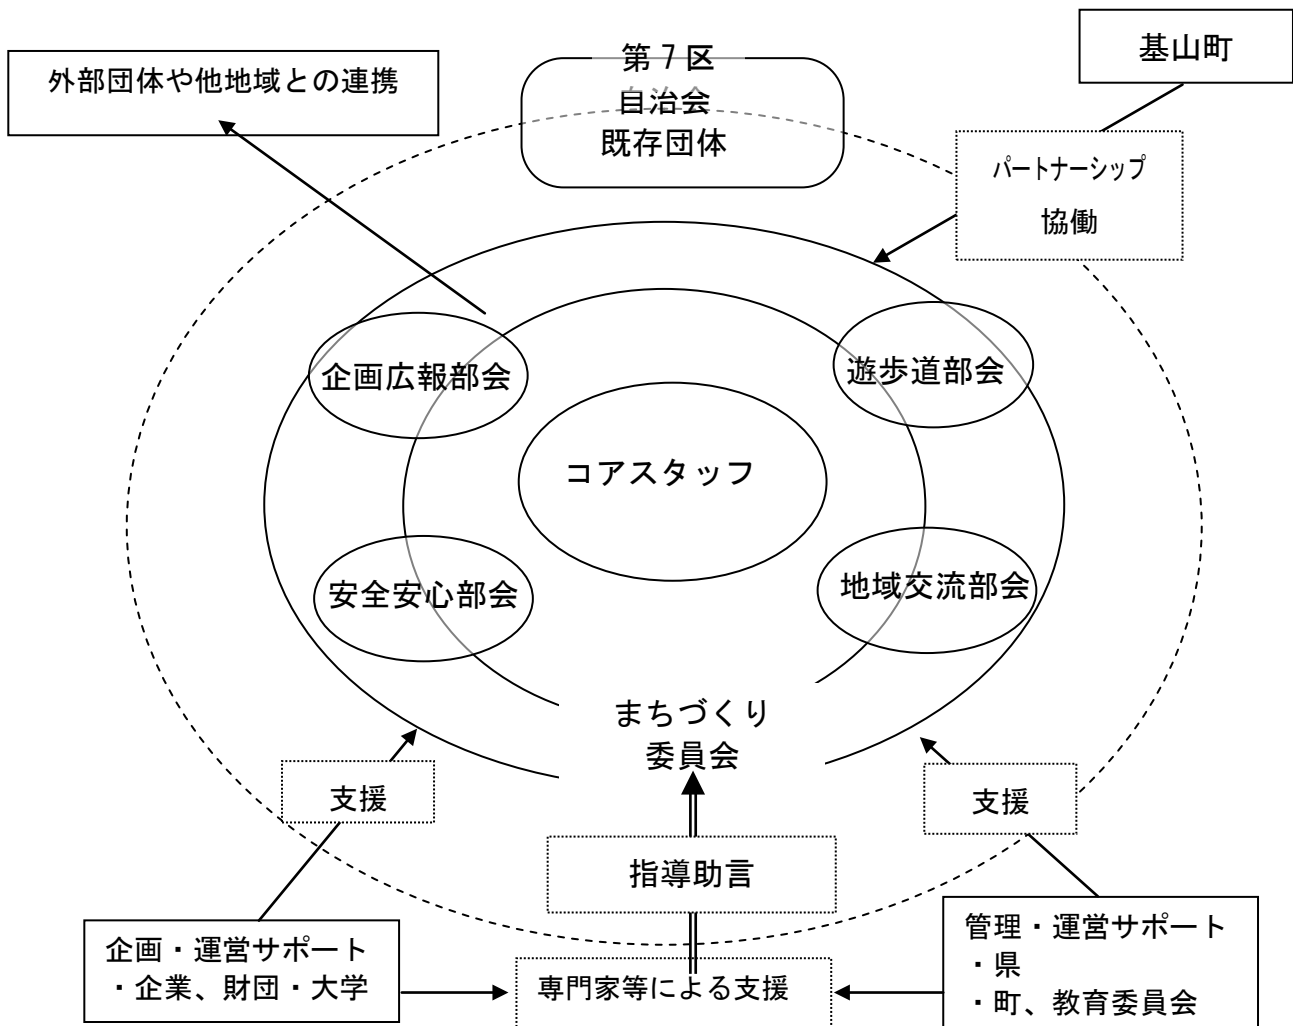 基山町
第7区
自治会
既存団体
外部団体や他地域との連携
パートナーシップ
協働
企画広報部会
遊歩道部会
コアスタッフ
安全安心部会
地域交流部会
まちづくり
委員会
支援
支援
指導助言
企画・運営サポート
・企業、財団・大学
専門家等による支援
管理・運営サポート
・県
・町、教育委員会